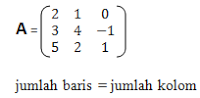 A = ( 2 1 0
3 4 −1
5 2 1 )
jumlah baris = jumlah kolom